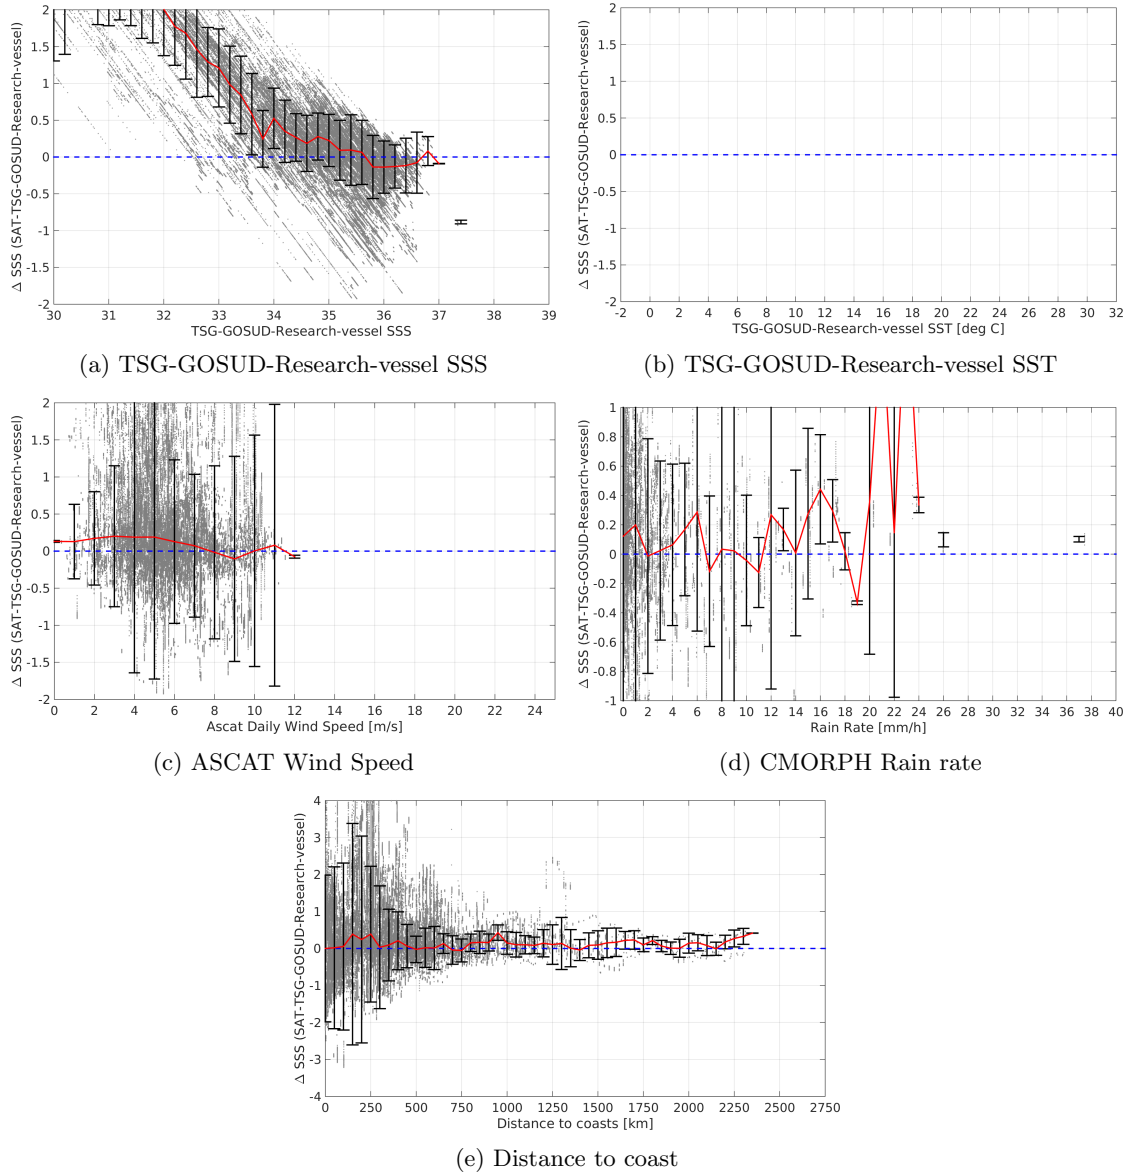 2
1.5
1
0.5
0
-0.5
-1
-1.5
-2
Δ SSS (SAT-TSG-GOSUD-Research-vessel)
30 31 32 33 34 35 36 37 38 39
TSG-GOSUD-Research-vessel SSS
(a) TSG-GOSUD-Research-vessel SSS
2
1.5
1
0.5
0
-0.5
-1
-1.5
-2
Δ SSS (SAT-TSG-GOSUD-Research-vessel)
-2 0 2 4 6 8 10 12 14 16 18 20 22 24 26 28 30 32
TSG-GOSUD-Research-vessel SST [deg C]
(b) TSG-GOSUD-Research-vessel SST
2
1.5
1
0.5
0
-0.5
-1
-1.5
-2
Δ SSS (SAT-TSG-GOSUD-Research-vessel)
0 2 4 6 8 10 12 14 16 18 20 22 24
Ascat Daily Wind Speed [m/s]
(c) ASCAT Wind Speed
1
0.8
0.6
0.4
0.2
0
-0.2
-0.4
-0.6
-0.8
-1
Δ SSS (SAT-TSG-GOSUD-Research-vessel)
0 2 4 6 8 10 12 14 16 18 20 22 24 26 28 30 32 34 36 38 40
Rain Rate [mm/h]
(d) CMORPH Rain rate
4
3
2
1
0
-1
-2
-3
-4
Δ SSS (SAT-TSG-GOSUD-Research-vessel)
0 250 500 750 1000 1250 1500 1750 2000 2250 2500 2750
Distance to coasts [km]
(e) Distance to coast